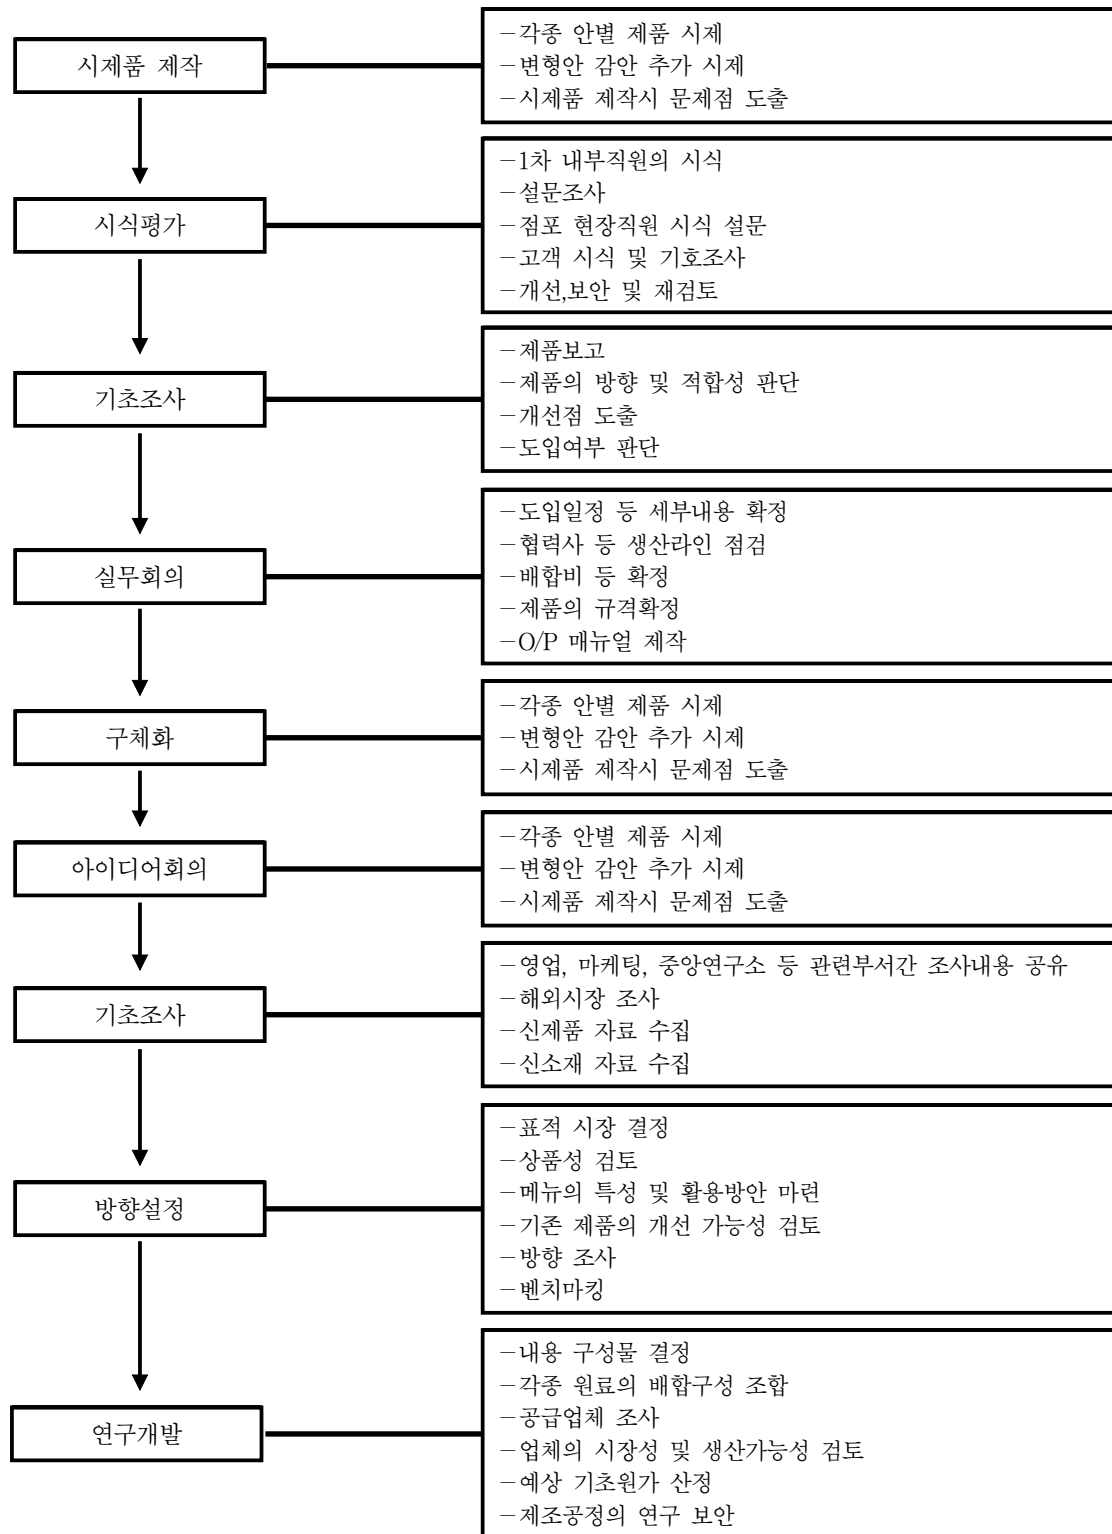 시제품 제작
－각종 안별 제품 시제
－변형안 감안 추가 시제
－시제품 제작시 문제점 도출
시식평가
－1차 내부직원의 시식
－설문조사
－점포 현장직원 시식 설문
－고객 시식 및 기호조사
－개선,보안 및 재검토
기초조사
－제품보고
－제품의 방향 및 적합성 판단
－개선점 도출
－도입여부 판단
실무회의
－도입일정 등 세부내용 확정
－협력사 등 생산라인 점검
－배합비 등 확정
－제품의 규격확정
－O/P 매뉴얼 제작
구체화
－각종 안별 제품 시제
－변형안 감안 추가 시제
－시제품 제작시 문제점 도출
아이디어회의
－각종 안별 제품 시제
－변형안 감안 추가 시제
－시제품 제작시 문제점 도출
기초조사
－영업, 마케팅, 중앙연구소 등 관련부서간 조사내용 공유
－해외시장 조사
－신제품 자료 수집
－신소재 자료 수집
방향설정
－표적 시장 결정
－상품성 검토
－메뉴의 특성 및 활용방안 마련
－기존 제품의 개선 가능성 검토
－방향 조사
－벤치마킹
연구개발
－내용 구성물 결정
－각종 원료의 배합구성 조합
－공급업체 조사
－업체의 시장성 및 생산가능성 검토
－예상 기초원가 산정
－제조공정의 연구 보안